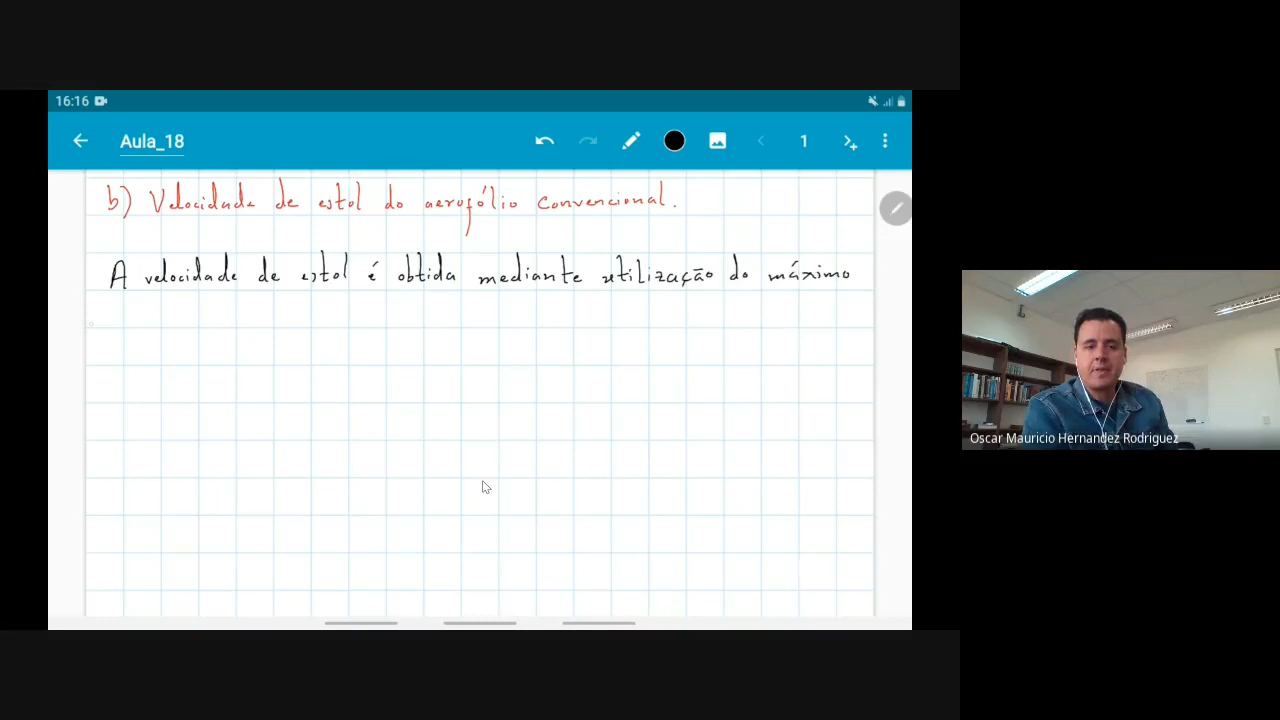 16:16
Aula_18
1
b) Velocidade de estol do aerofólio convencional.
A velocidade de estol é obtida mediante utilização do máximo
Oscar Mauricio Hernandez Rodriguez